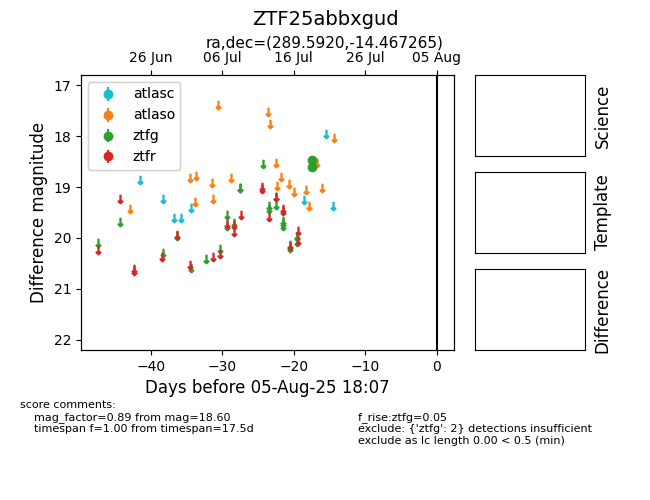 ZTF25abbxgud
ra,dec=(289.5920,-14.467265)
26 Jun 06 Jul 16 Jul 26 Jul 05 Aug
17
18
19
20
21
22
Difference magnitude
atlasc
atlaso
ztfg
ztfr
−40 −30 −20 −10 0
Days before 05-Aug-25 18:07
Science
Template
Difference
score comments:
mag_factor=0.89 from mag=18.60
timespan f=1.00 from timespan=17.5d
f_rise:ztfg=0.05
exclude: {'ztfg': 2} detections insufficient
exclude as lc length 0.00 < 0.5 (min)